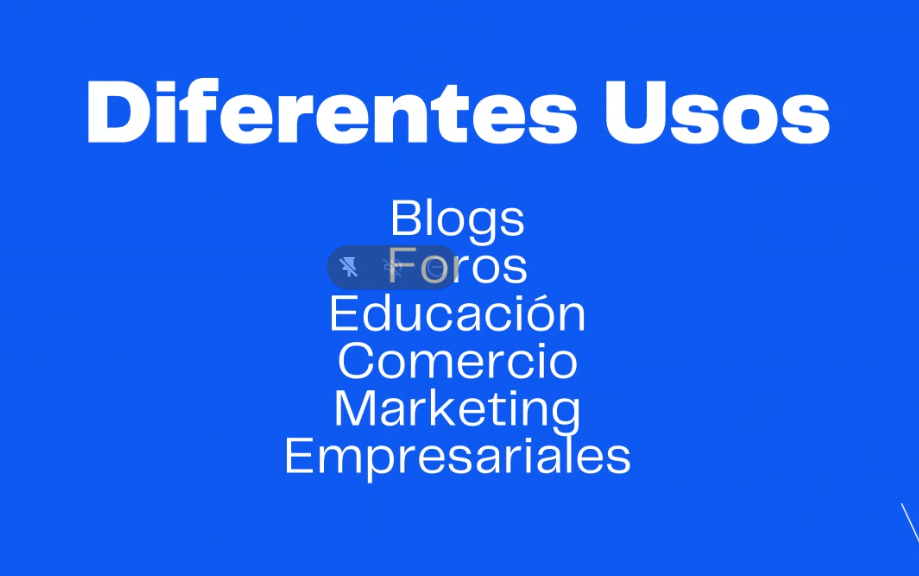 Diferentes Usos
Blogs
Foros
Educación
Comercio
Marketing
Empresariales